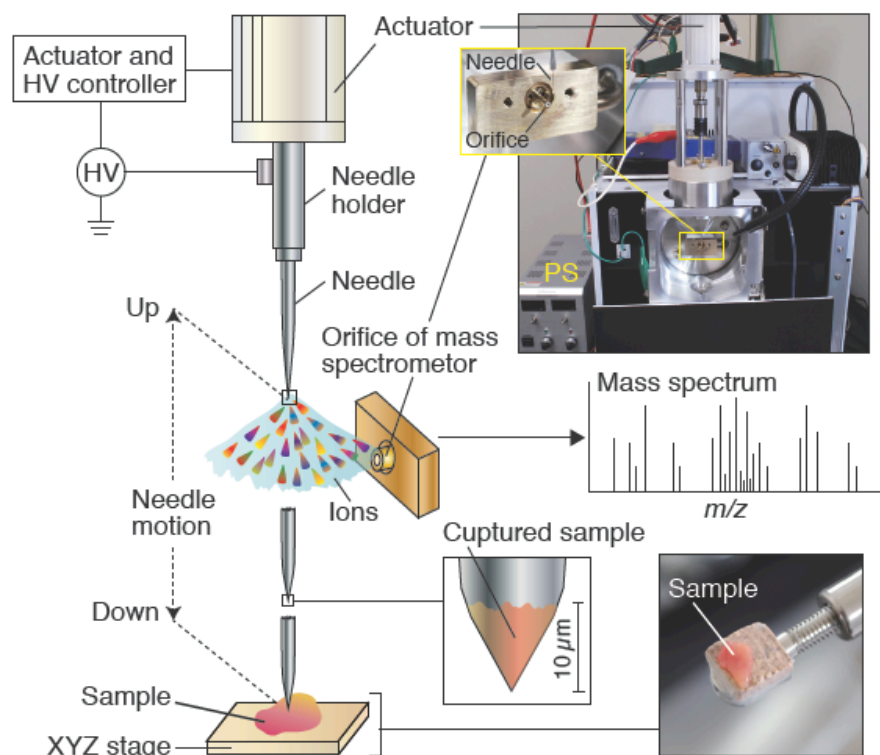 Actuator and
HV controller
Actuator
HV
Needle
holder
Needle
Up
Orifice of mass
spectrometor
Needle
Orifice
PS
Mass spectrum
m/z
Ions
Needle
motion
Down
Cuptured sample
10 µm
Sample
XYZ stage
Sample